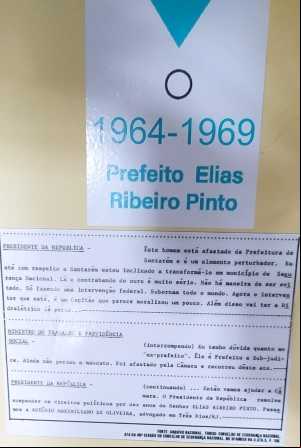 1964-1969
Prefeito Elias
Ribeiro Pinto
PRESIDENTE DA REPÚBLICA - Este homem está afastado da Prefeitura de
Santarém e é um elemento perturbador. Eu
até com respeito a Santarém estou inclinado a transformá-lo em município de Segu
rança Nacional. Lá o contrabando do ouro é muito sério. Não há maneira de ser evi
tado. Só fazendo uma intervenção federal. Subornam todo o mundo. Agora o interven
tor que está, é um Capitão que parece moralizou um pouco. Além disso vai ter a Hi
drelétrica lá perto...
MINISTRO DO TRABALHO E PREVIDÊNCIA
SOCIAL - (interrompendo) Eu tenho dúvida quanto ao
"ex-prefeito". Êle é Prefeito e Sub-judi-
ce. Ainda não perdeu o mandato. Foi afastado pela Câmara e recorreu dêste ato.
PRESIDENTE DA REPÚBLICA - (continuando) ... Então vamos ajudar a Câ
mara. O Presidente da República resolve
suspender os direitos políticos por dez anos do Senhor ELIAS RIBEIRO PINTO. Passe
mos a ANTÔNIO MAXIMILIANO DE OLIVEIRA, advogado em Três Rios/RJ.
FONTE: ARQUIVO NACIONAL, FUNDO: CONSELHO DE SEGURANÇA NACIONAL.